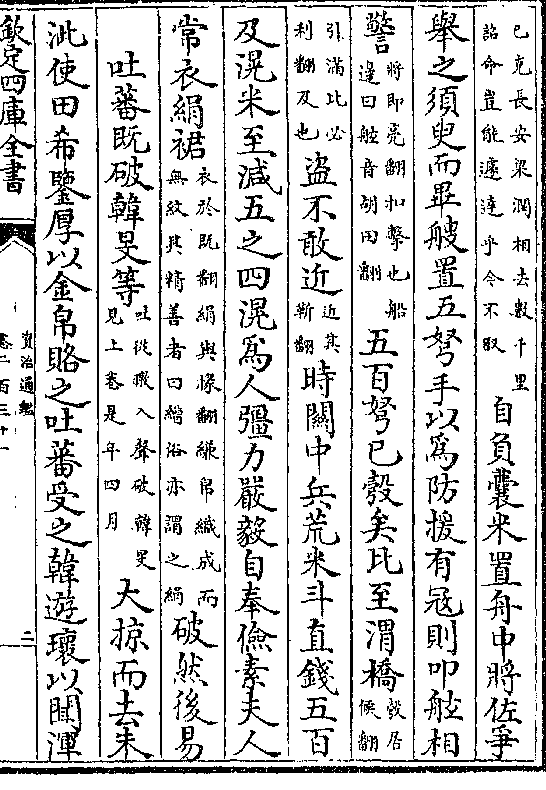 已克長安梁潤相去數千里
詔命豈能遽達乎今不取
自負囊米置舟中將佐爭
舉之須臾而畢艘置五弩手以爲防援有冦則叩舷相
警
將即亮翻扣擊也船
邊曰舷音胡田翻
五百弩已彀矣比至渭橋
彀居
候翻
引滿比必
利翻及也
盗不敢近
近其
靳翻
時關中兵荒米斗直錢五百
及滉米至減五之四滉爲人彊力嚴毅自奉儉素夫人
常衣絹裙
衣於既翻絹與掾翻縑帛織成而
無紋其精善者曰繒俗亦謂之絹
破然後易
吐蕃既破韓旻等
吐從暾入聲破韓旻
見上卷是年四月
大掠而去朱
泚使田希鑒厚以金帛賂之吐蕃受之韓遊瓌以聞渾
欽定四庫全書
資治通鑑
卷二百三十一
二